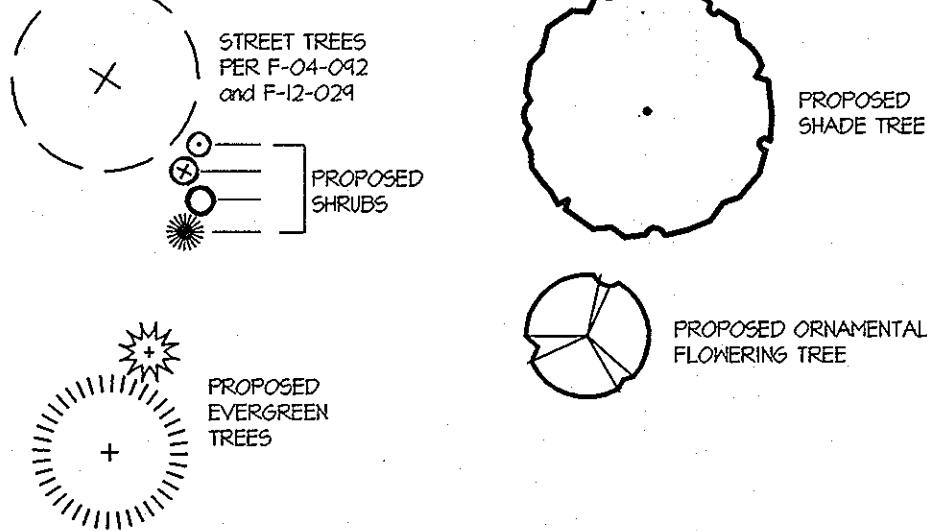 STREET TREES
PER F-04-092
and F-12-029
PROPOSED
SHRUBS
PROPOSED
EVERGREEN
TREES
PROPOSED
SHADE TREE
PROPOSED ORNAMENTAL
FLOWERING TREE